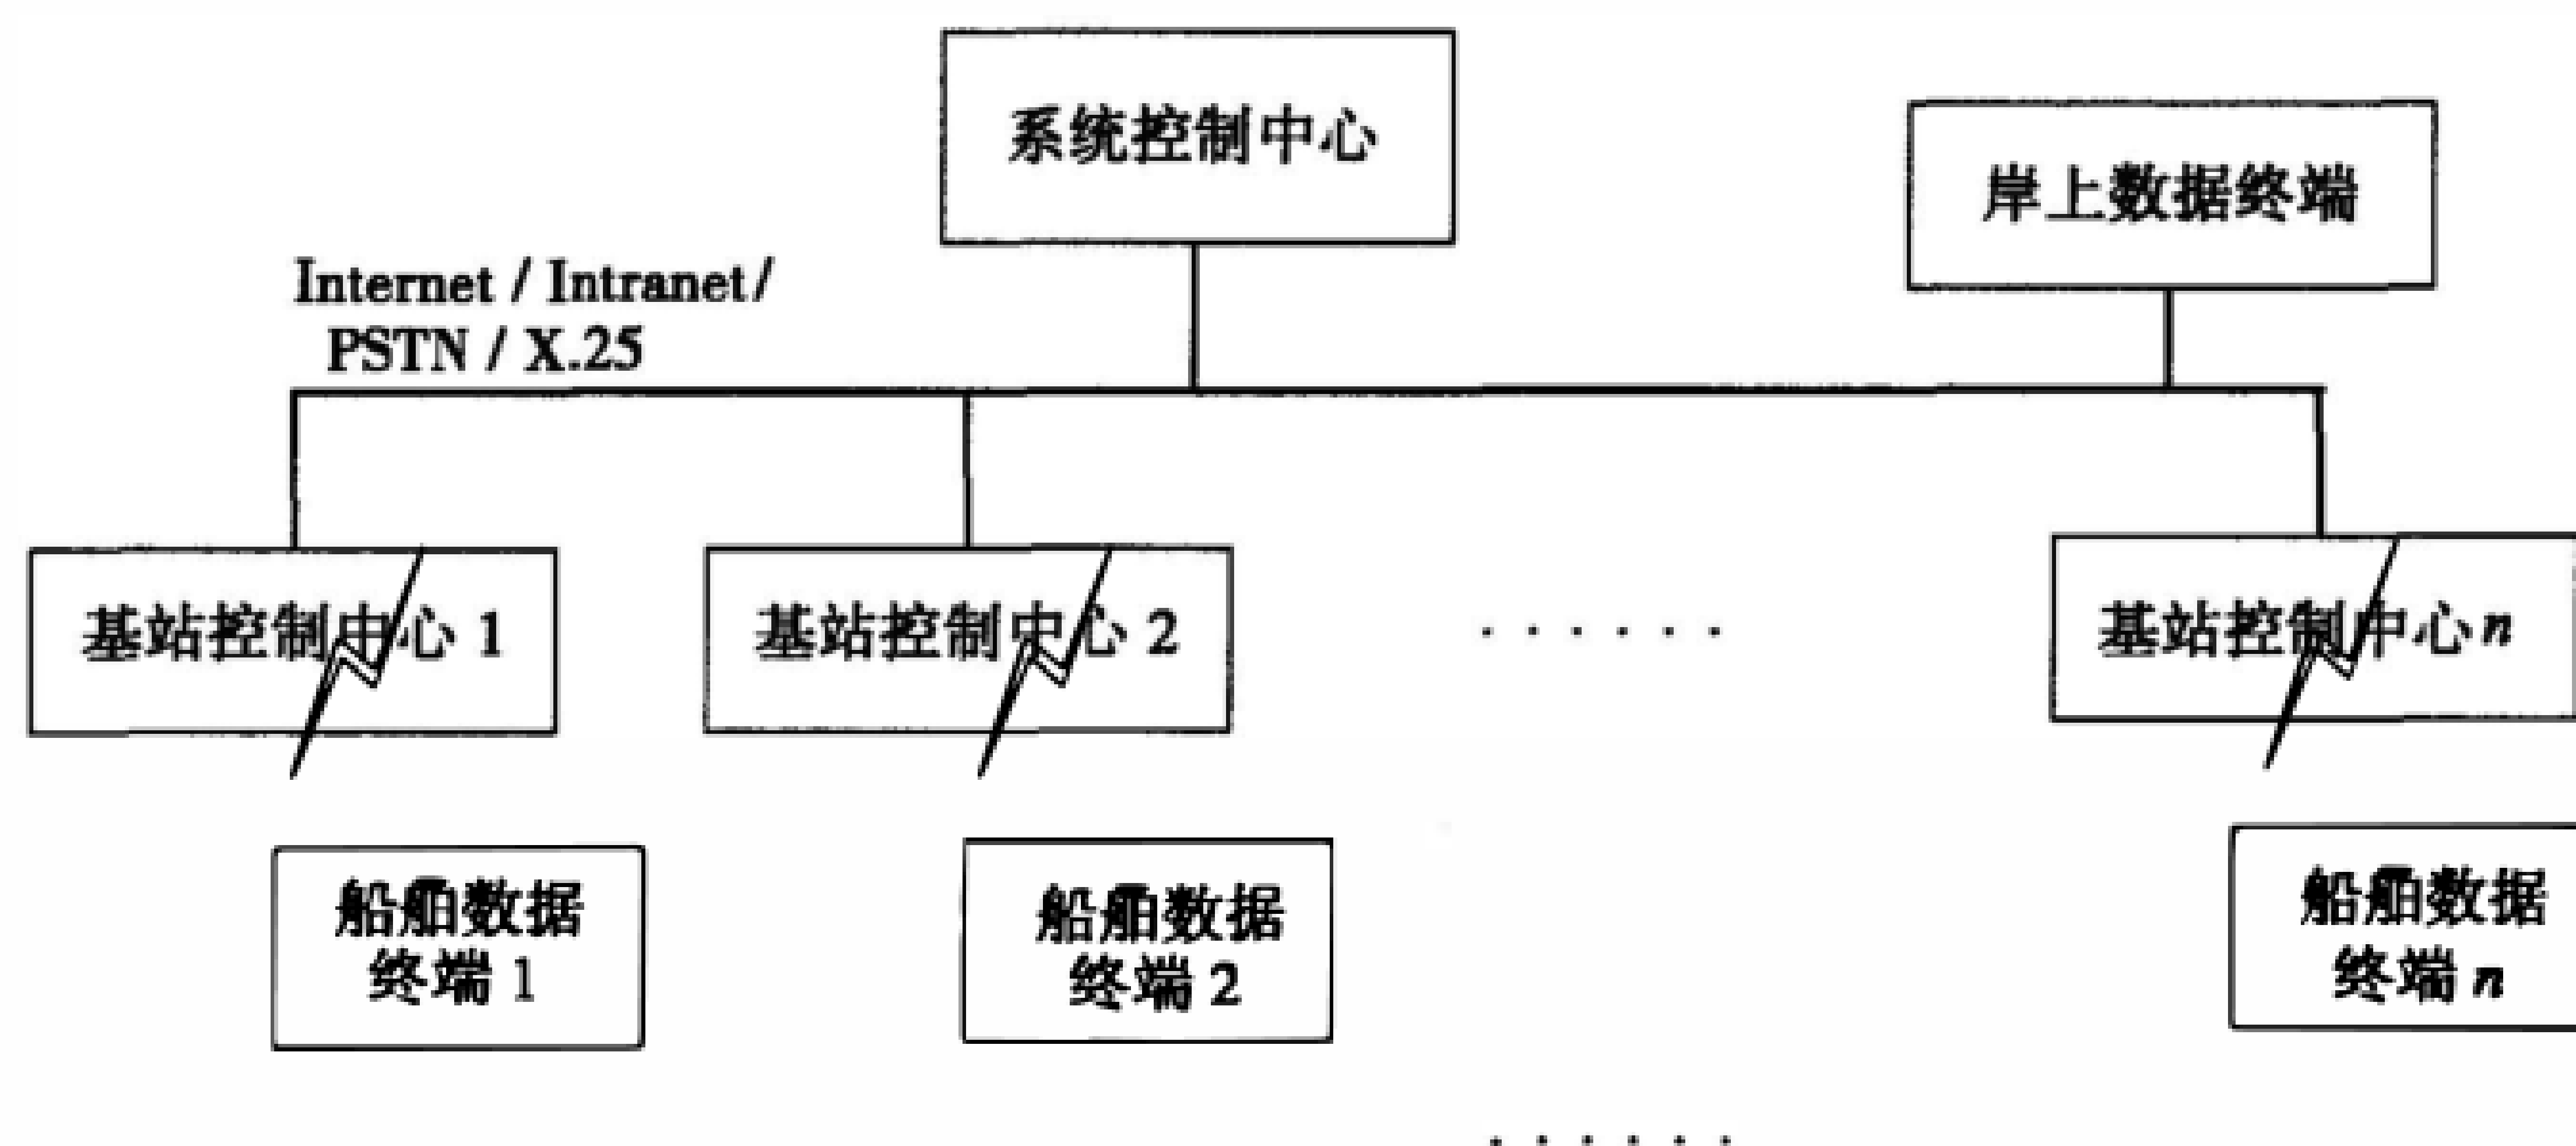 系统控制中心
岸上数据终端
Internet / Intranet /
PSTN / X.25
基站控制中心 1
基站控制中心 2
......
基站控制中心n
船舶数据
终端 1
船舶数据
终端 2
船舶数据
终端 n
......